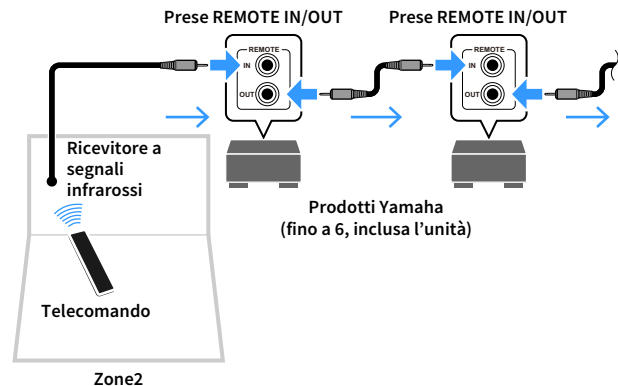 Prese REMOTE IN/OUT
Prese REMOTE IN/OUT
REMOTE
IN
OUT
REMOTE
IN
OUT
Ricevitore a
segnali
infrarossi
Prodotti Yamaha
(fino a 6, inclusa l'unità)
Telecomando
Zone2